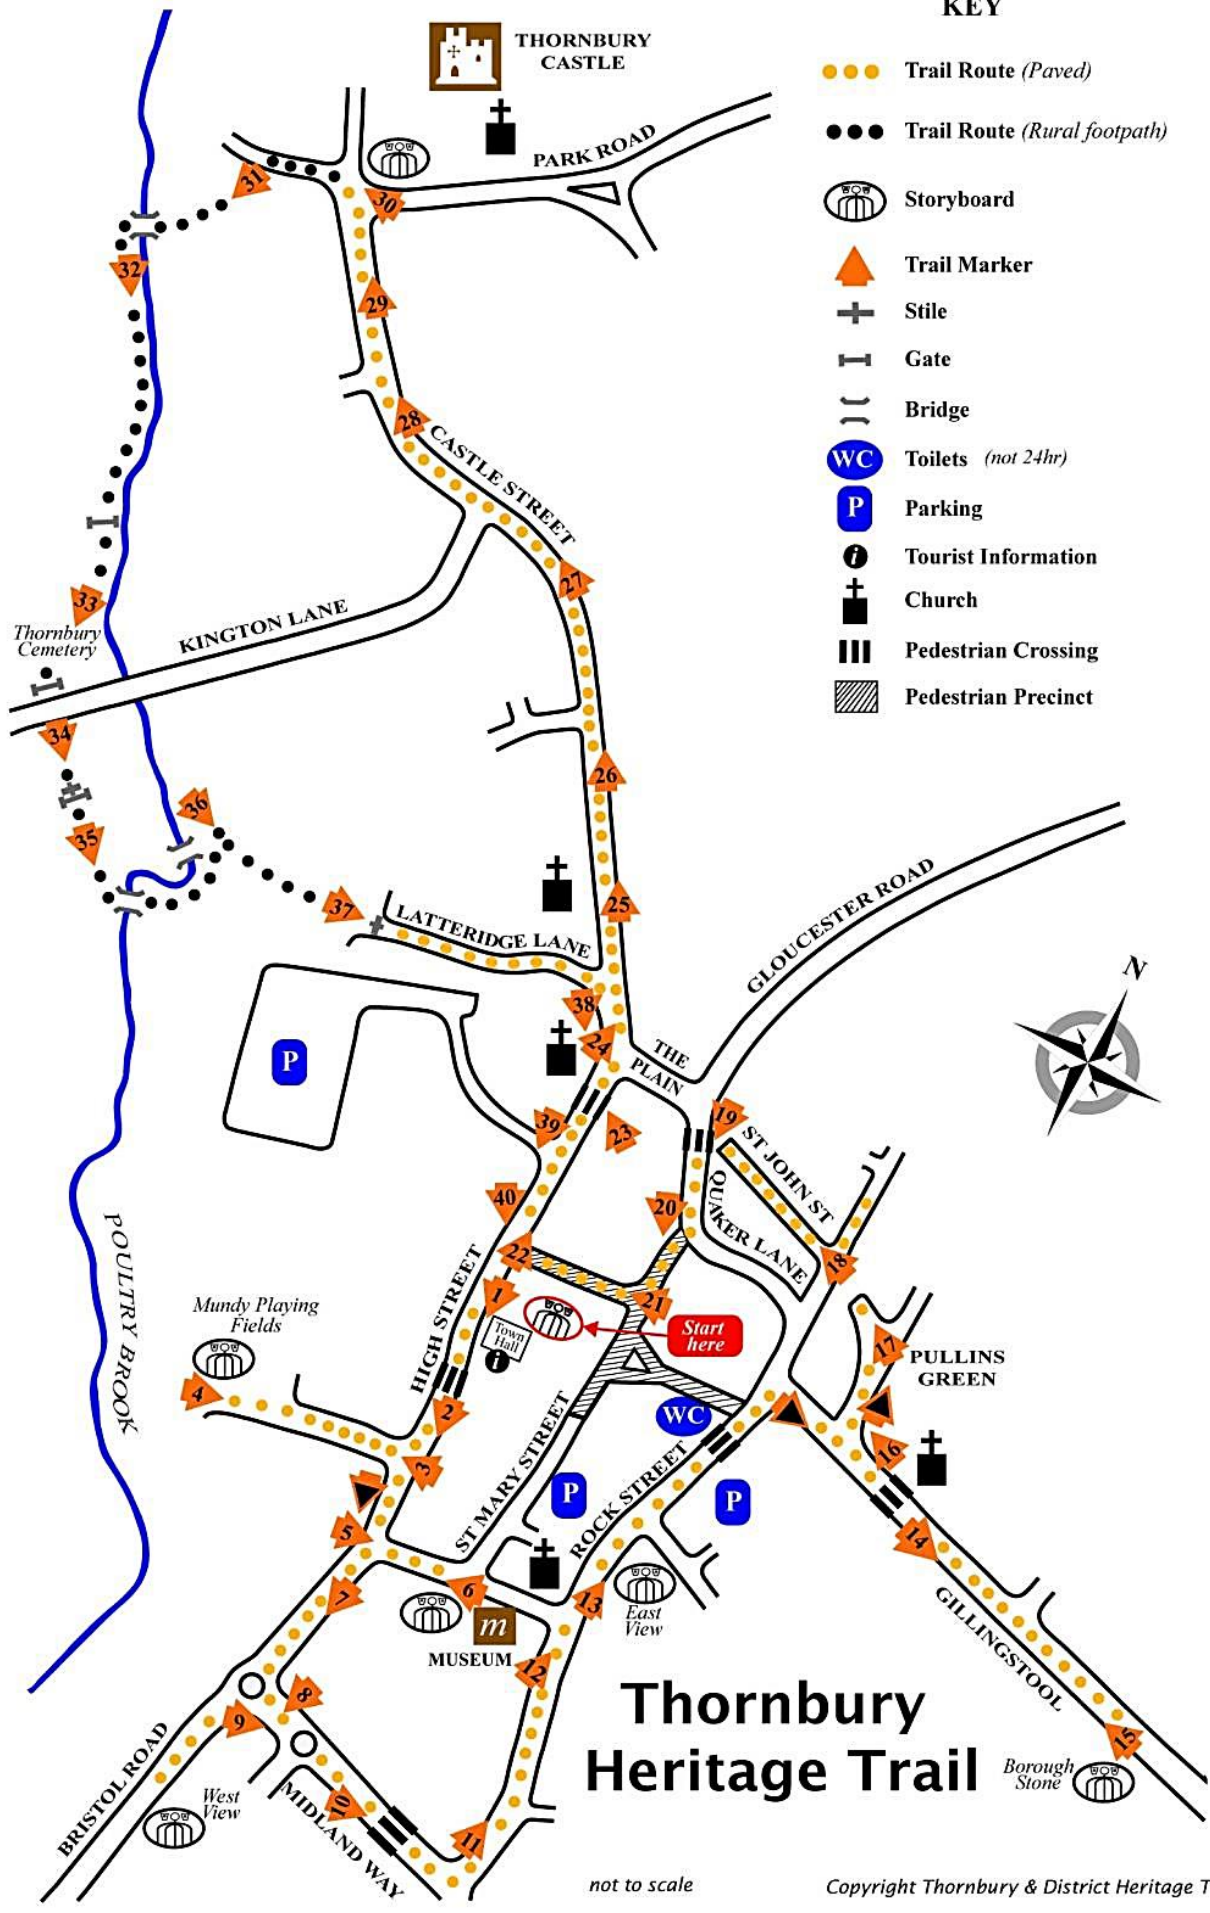 KEY
THORNBURY
CASTLE
Trail Route (Paved)
Trail Route (Rural footpath)
Storyboard
Trail Marker
Stile
Gate
Bridge
WC
Toilets (not 24hr)
P
Parking
i
Tourist Information
Church
Pedestrian Crossing
Pedestrian Precinct
PARK ROAD
31
30
32
29
28
CASTLE STREET
27
33
Thornbury
Cemetery
KINGTON LANE
34
26
36
35
25
37
LATTERIDGE LANE
GLOUCESTER ROAD
N
38
24
THE
PLAIN
P
39
23
19
ST JOHN ST
QUAKER LANE
40
20
22
18
21
1
HIGH STREET
POULTRY BROOK
Mundy Playing
Fields
Town
Hall
i
Start
here
17
PULLINS
GREEN
4
2
WC
16
3
ST MARY STREET
P
ROCK STREET
P
5
14
6
7
13
East
View
m
MUSEUM
12
GILLINGSTOOL
Thornbury
Heritage Trail
8
9
15
Borough
Stone
BRISTOL ROAD
West
View
10
MIDLAND WAY
11
not to scale
Copyright Thornbury & District Heritage T